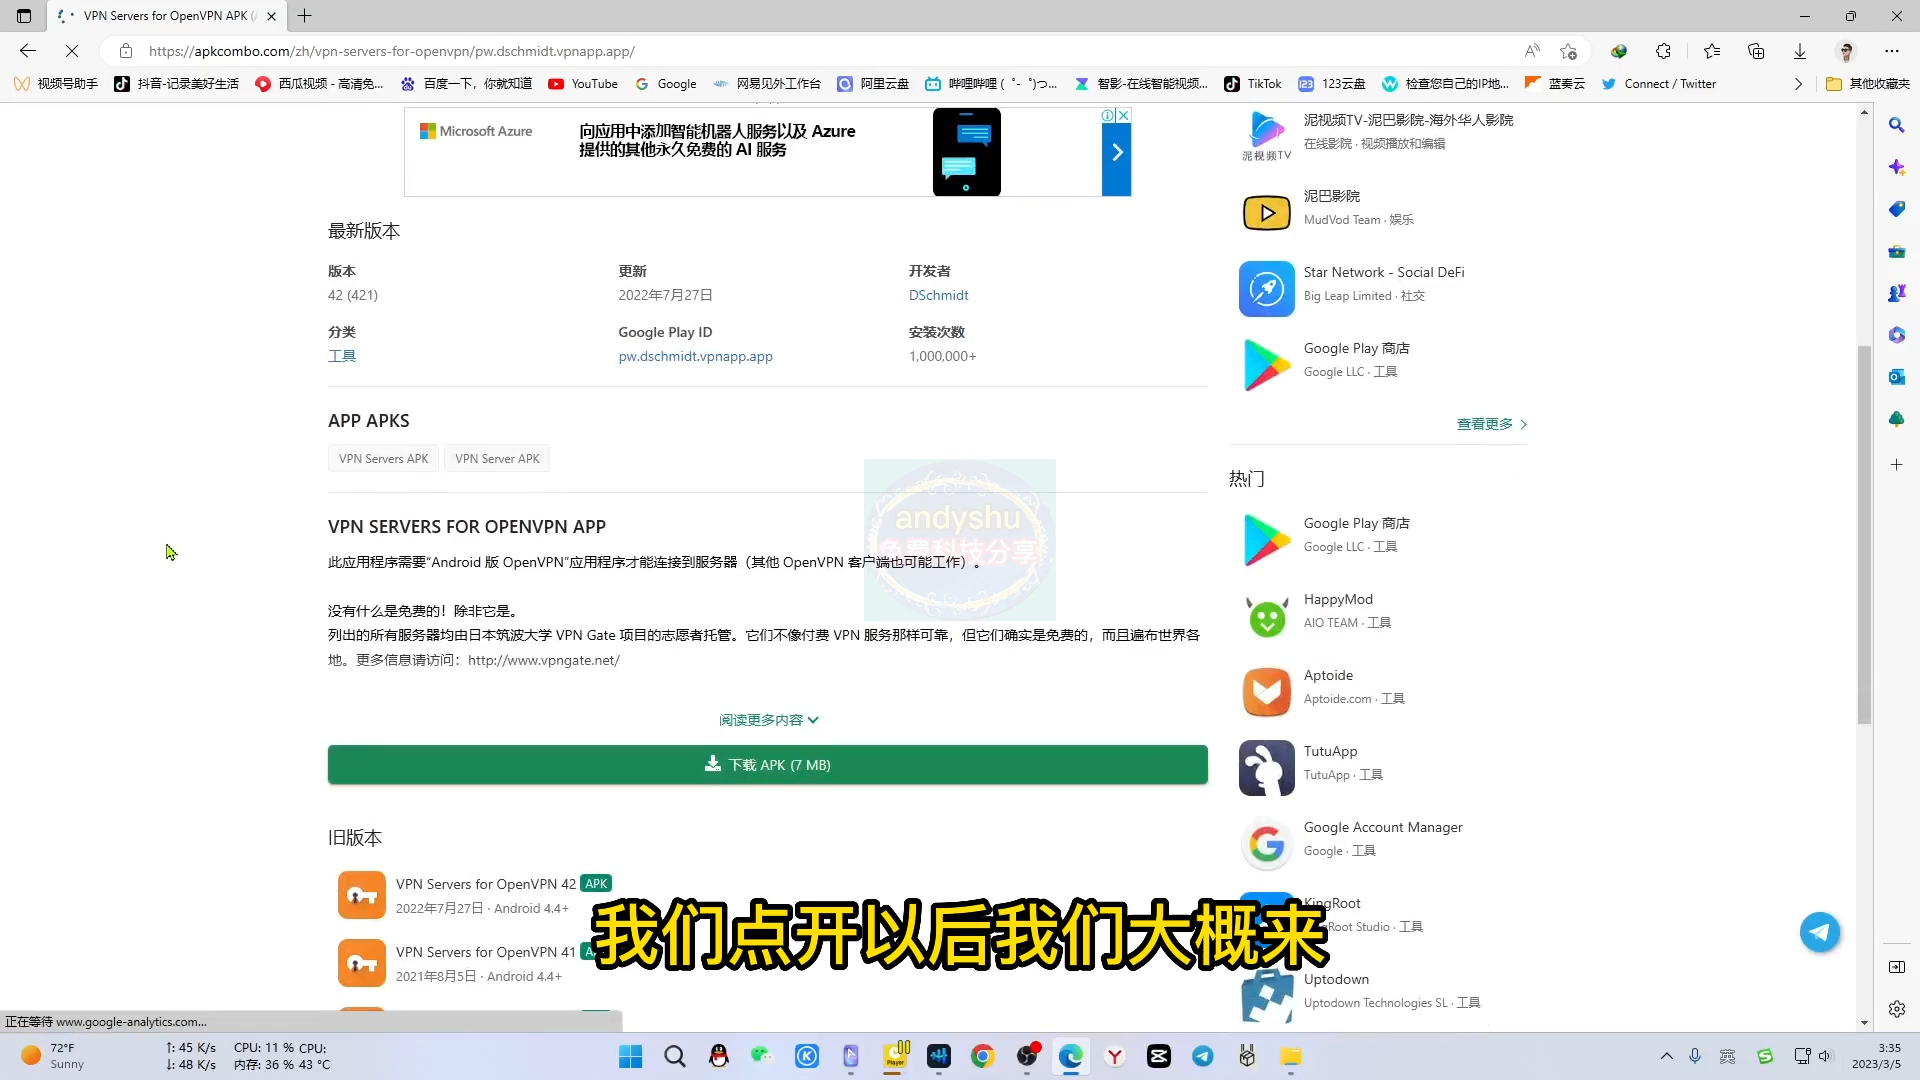 VPN Servers for OpenVPN APK (
https://apkcombo.com/zh/vpn-servers-for-openvpn/pw.dschmidt.vpnapp.app/
视频号助手
抖音-记录美好生活
西瓜视频 - 高清免...
百度一下，你就知道
YouTube
Google
网易见外工作台
阿里云盘
哔哩哔哩 ( ゜- ゜)つ...
智影-在线智能视频...
TikTok
123云盘
检查您自己的IP地...
蓝奏云
Connect / Twitter
其他收藏夹
Microsoft Azure
向应用中添加智能机器人服务以及 Azure
提供的其他永久免费的 AI 服务
最新版本
版本
更新
开发者
42 (421)
2022年7月27日
DSchmidt
分类
Google Play ID
安装次数
工具
pw.dschmidt.vpnapp.app
1,000,000+
APP APKS
VPN Servers APK
VPN Server APK
VPN SERVERS FOR OPENVPN APP
此应用程序需要“Android 版 OpenVPN”应用程序才能连接到服务器（其他 OpenVPN 客户端也可能工作）。
没有什么是免费的！除非它是。
列出的所有服务器均由日本筑波大学 VPN Gate 项目的志愿者托管。它们不像付费 VPN 服务那样可靠，但它们确实是免费的，而且遍布世界各
地。更多信息请访问：http://www.vpngate.net/
andyshu
免费科技分享
阅读更多内容
下载 APK (7 MB)
旧版本
VPN Servers for OpenVPN 42 APK
2022年7月27日 · Android 4.4+
VPN Servers for OpenVPN 41
2021年8月5日 · Android 4.4+
泥视频TV
泥视频TV-泥巴影院-海外华人影院
在线影院 · 视频播放和编辑
泥巴影院
MudVod Team · 娱乐
Star Network - Social DeFi
Big Leap Limited · 社交
Google Play 商店
Google LLC · 工具
查看更多
热门
Google Play 商店
Google LLC · 工具
HappyMod
AIO TEAM · 工具
Aptoide
Aptoide.com · 工具
TutuApp
TutuApp · 工具
Google Account Manager
Google · 工具
KingRoot
Root Studio · 工具
Uptodown
Uptodown Technologies SL · 工具
我们点开以后我们大概来
正在等待 www.google-analytics.com...
72°F
Sunny
↑: 45 K/s
↓: 48 K/s
CPU: 11 % CPU:
内存: 36 % 43 °C
英
3:35
2023/3/5